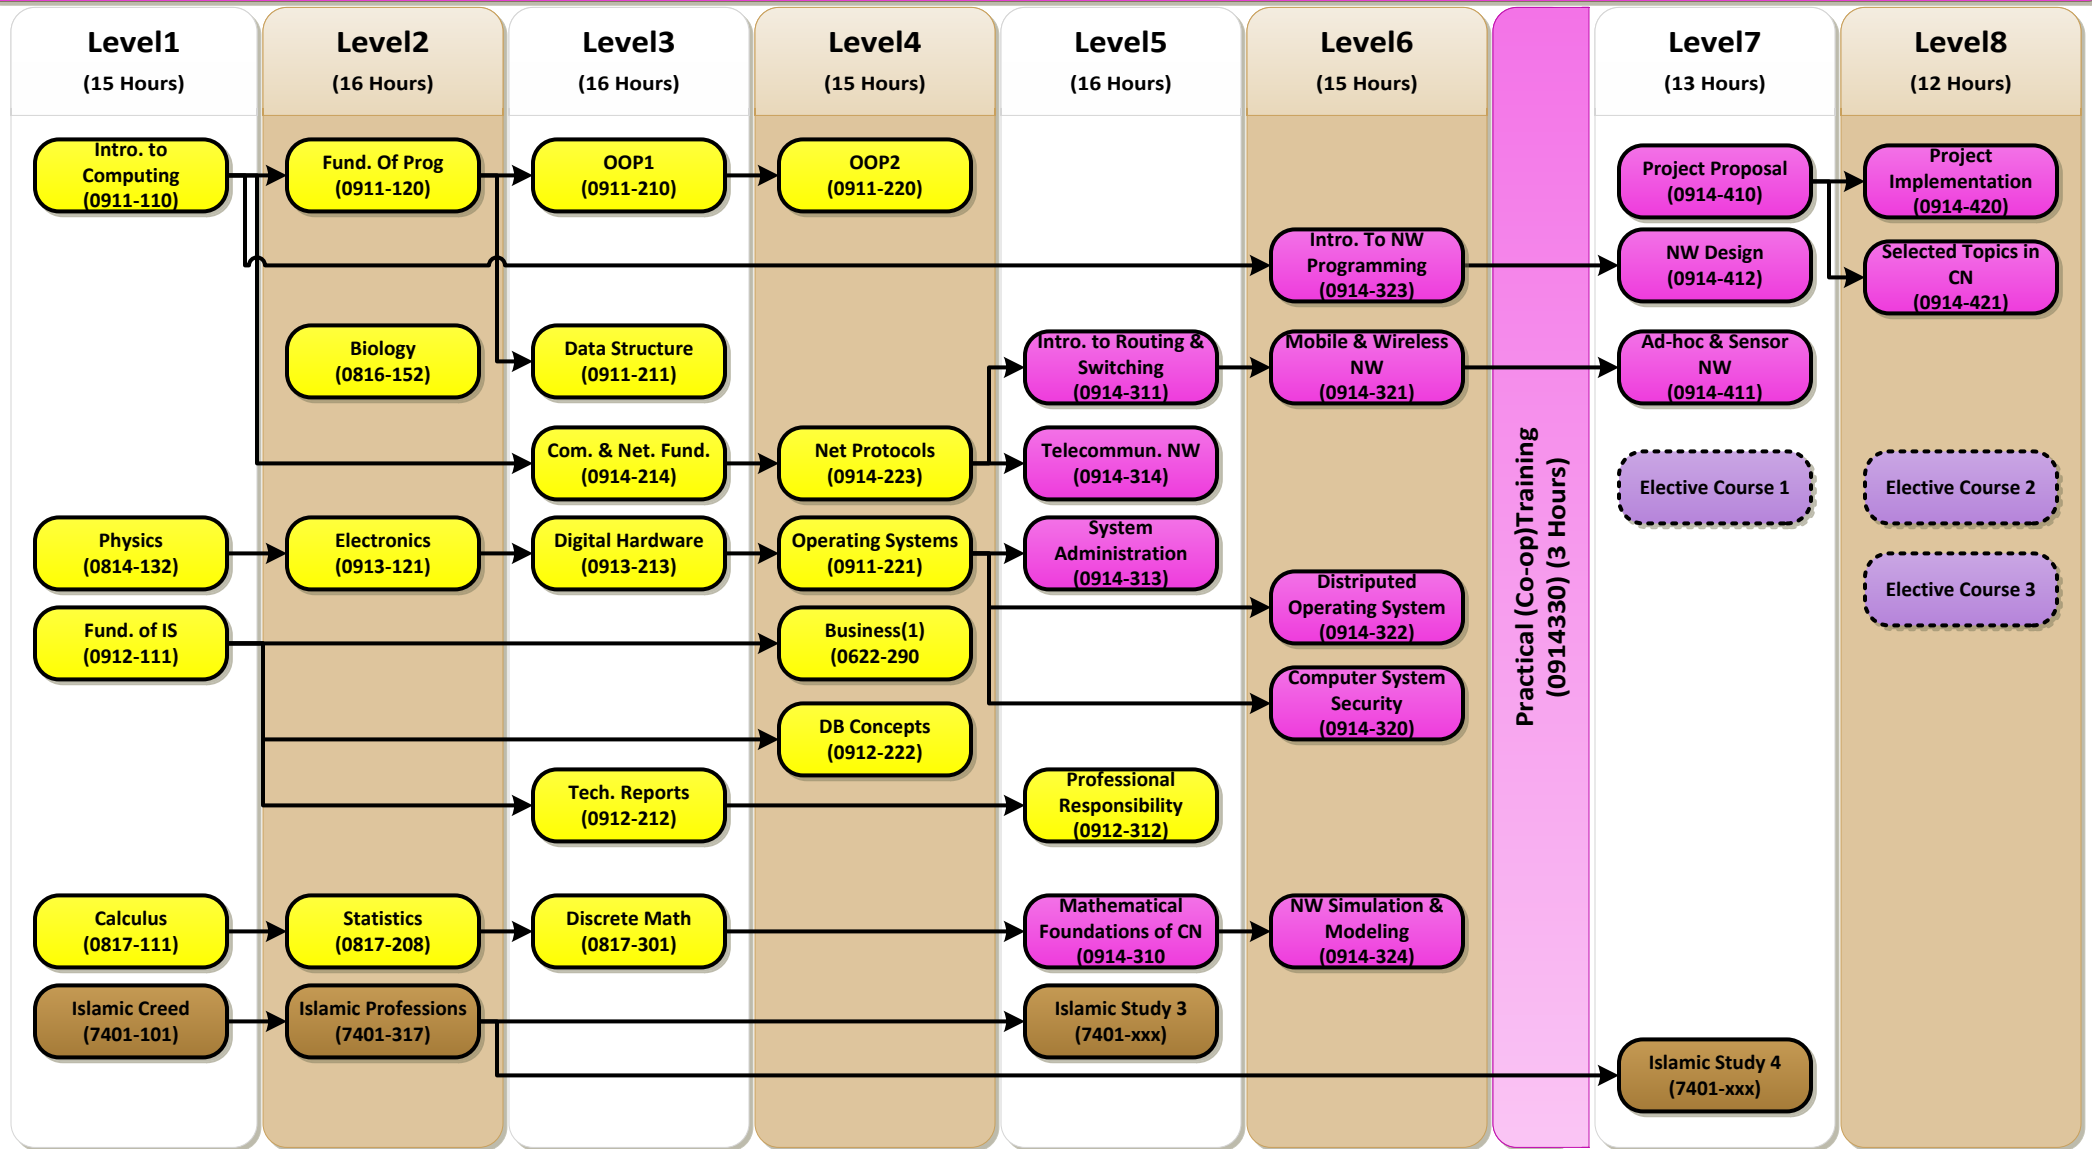 Level1
(15 Hours)
Level2
(16 Hours)
Level3
(16 Hours)
Level4
(15 Hours)
Level5
(16 Hours)
Level6
(15 Hours)
Level7
(13 Hours)
Level8
(12 Hours)
Intro. to
Computing
(0911-110)
Physics
(0814-132)
Fund. of IS
(0912-111)
Calculus
(0817-111)
Islamic Creed
(7401-101)
Fund. Of Prog
(0911-120)
Biology
(0816-152)
Electronics
(0913-121)
Statistics
(0817-208)
Islamic Professions
(7401-317)
OOP1
(0911-210)
Data Structure
(0911-211)
Com. & Net. Fund.
(0914-214)
Digital Hardware
(0913-213)
Tech. Reports
(0912-212)
Discrete Math
(0817-301)
OOP2
(0911-220)
Net Protocols
(0914-223)
Operating Systems
(0911-221)
Business(1)
(0622-290
DB Concepts
(0912-222)
Intro. to Routing &
Switching
(0914-311)
Telecommun. NW
(0914-314)
System
Administration
(0914-313)
Professional
Responsibility
(0912-312)
Mathematical
Foundations of CN
(0914-310
Islamic Study 3
(7401-xxx)
Intro. To NW
Programming
(0914-323)
Mobile & Wireless
NW
(0914-321)
Distriputed
Operating System
(0914-322)
Computer System
Security
(0914-320)
NW Simulation &
Modeling
(0914-324)
Practical (Co-op)Training
(0914330) (3 Hours)
Project Proposal
(0914-410)
NW Design
(0914-412)
Ad-hoc & Sensor
NW
(0914-411)
Elective Course 1
Islamic Study 4
(7401-xxx)
Project
Implementation
(0914-420)
Selected Topics in
CN
(0914-421)
Elective Course 2
Elective Course 3